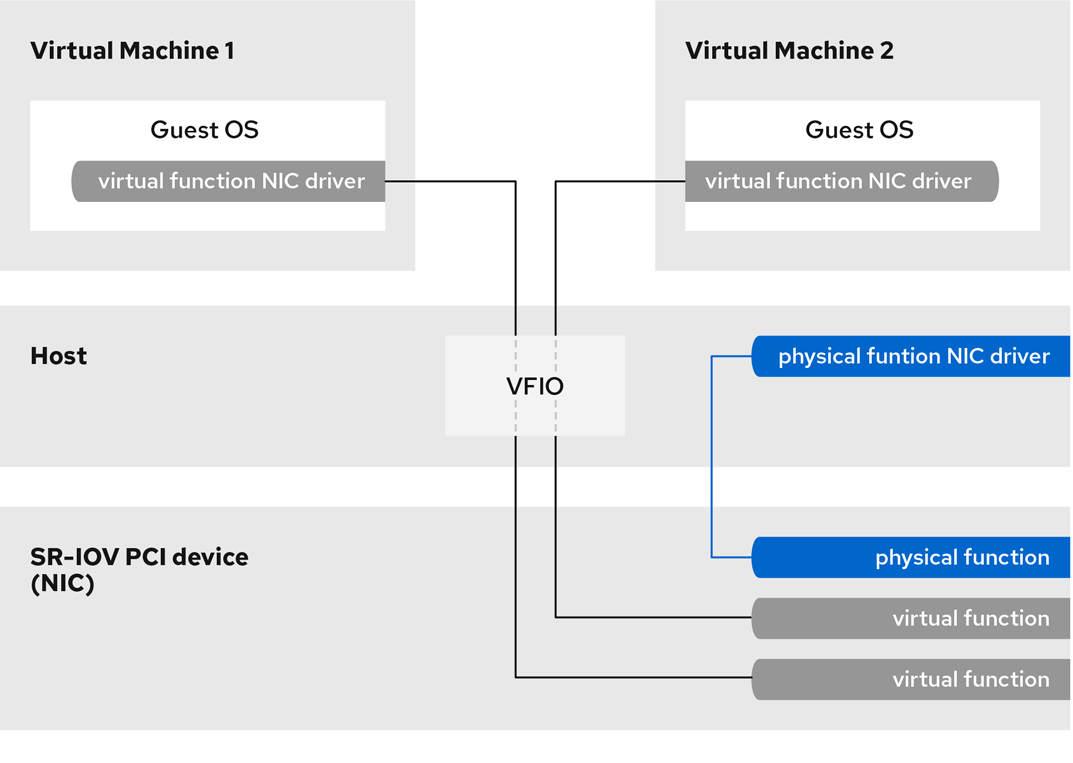 Virtual Machine 1
Guest OS
virtual function NIC driver
Virtual Machine 2
Guest OS
virtual function NIC driver
Host
VFIO
physical funtion NIC driver
SR-IOV PCI device
(NIC)
physical function
virtual function
virtual function